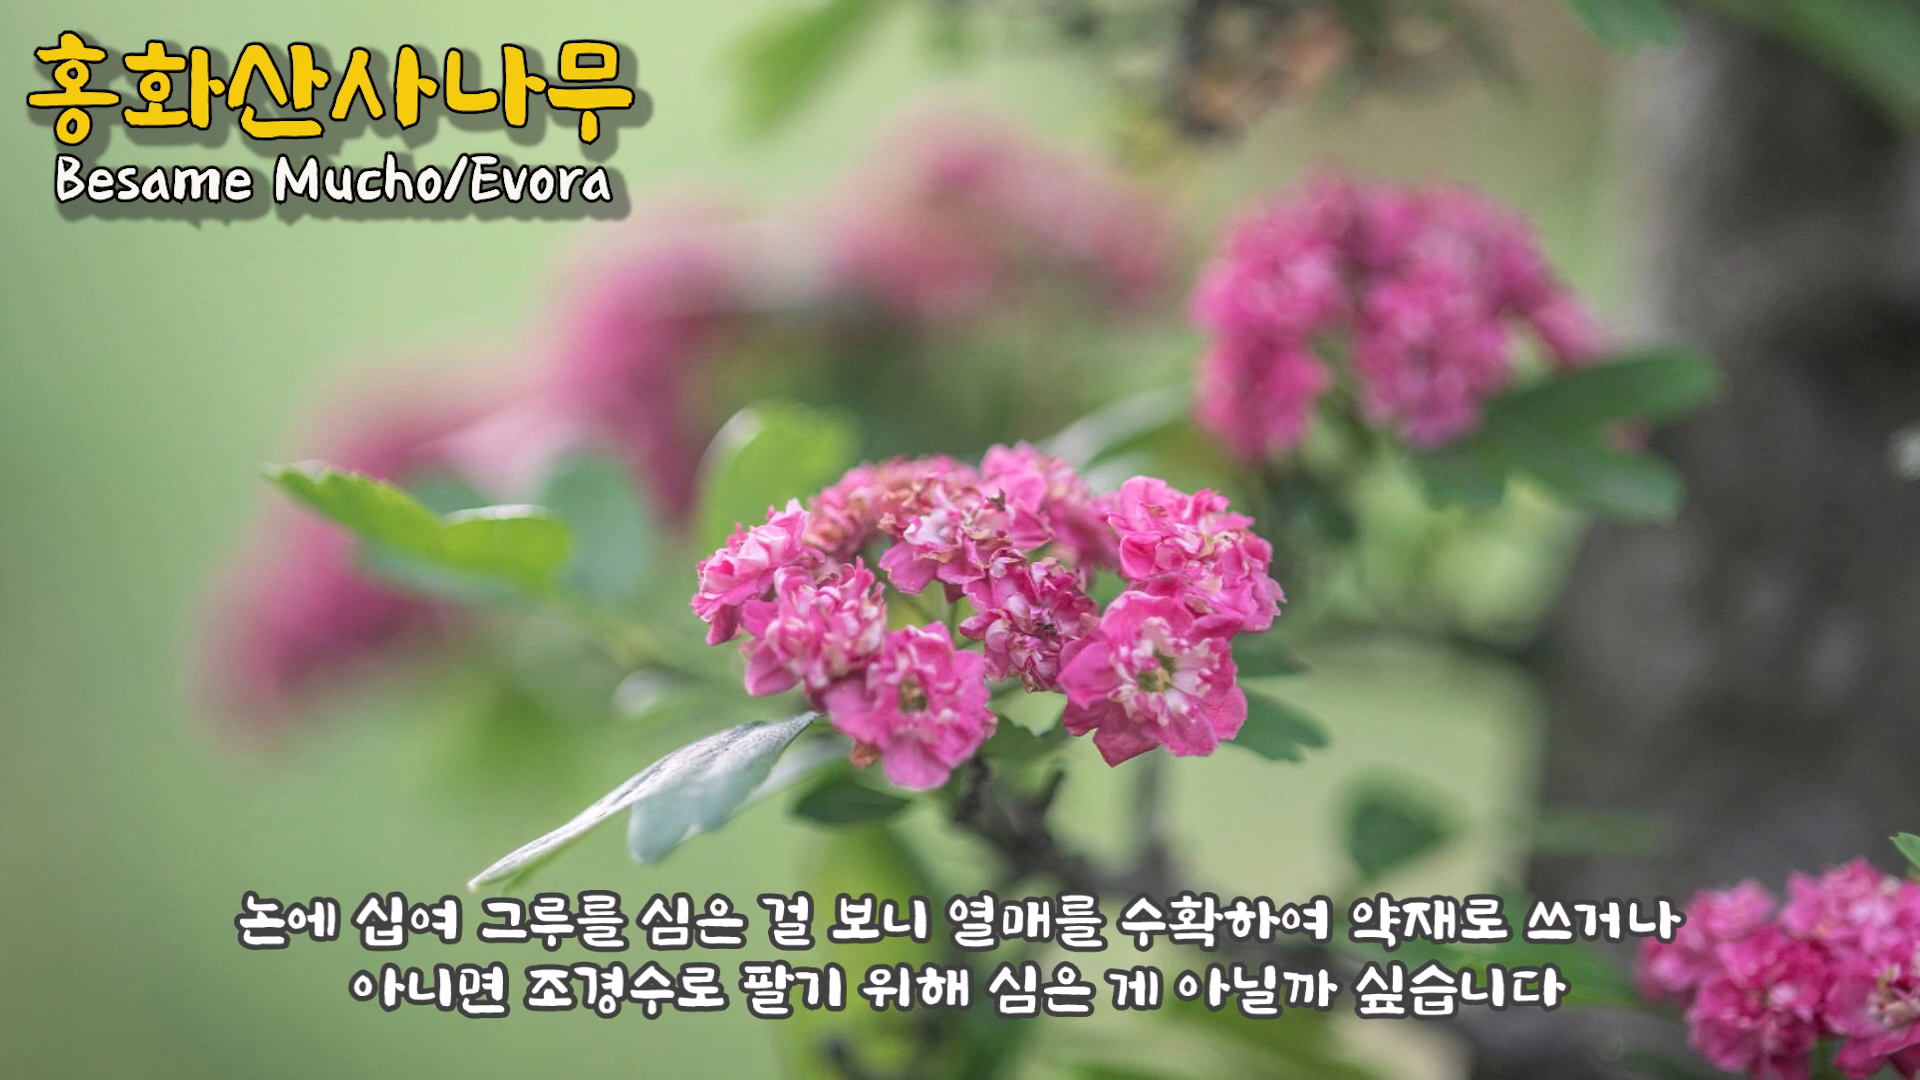 홍화산사나무
Besame Mucho/Evora
논에 십여 그루를 심은 걸 보니 열매를 수확하여 약재로 쓰거나
아니면 조경수로 팔기 위해 심은 게 아닐까 싶습니다